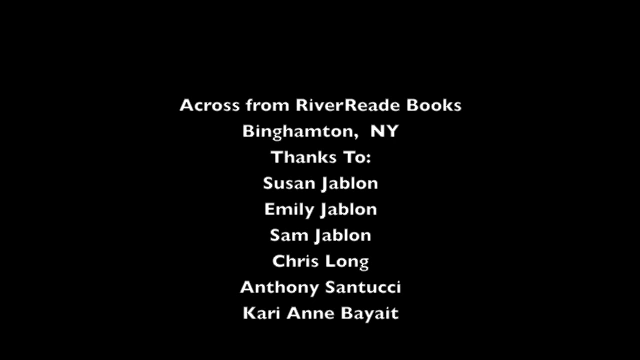 Across from RiverReade Books
Binghamton,  NY
Thanks To:
Susan Jablon
Emily Jablon
Sam Jablon
Chris Long
Anthony Santucci
Kari Anne Bayait